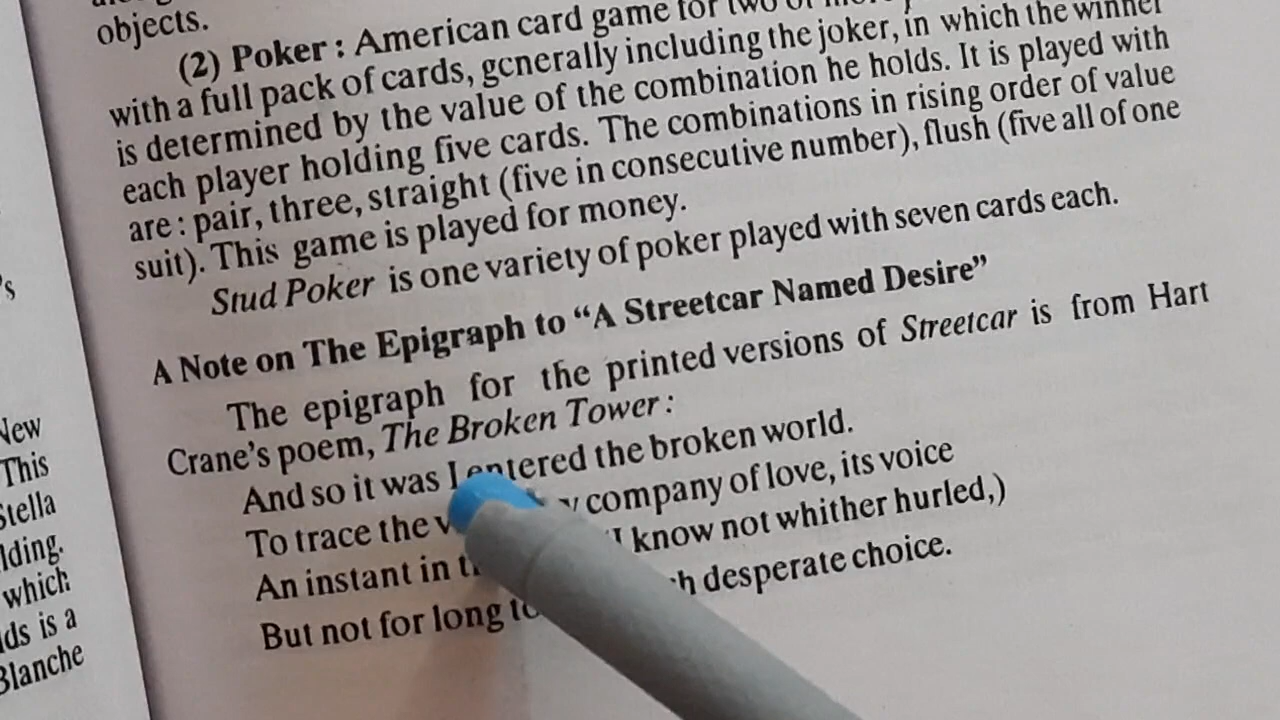 objects.
(2) Poker : American card game for two or
with a full pack of cards, gcnerally including the joker, in which the winner
is determined by the value of the combination he holds. It is played with
each player holding five cards. The combinations in rising order of value
are : pair, three, straight (five in consecutive number), flush (five all of one
suit). This game is played for money.
Stud Poker is one variety of poker played with seven cards each.
A Note on The Epigraph to “A Streetcar Named Desire”
The epigraph for the printed versions of Streetcar is from Hart
Crane's poem, The Broken Tower :
And so it was I entered the broken world.
To trace the company of love, its voice
An instant in I know not whither hurled,)
But not for long desperate choice.
's
New
This
Stella
lding.
which
lds is a
Blanche